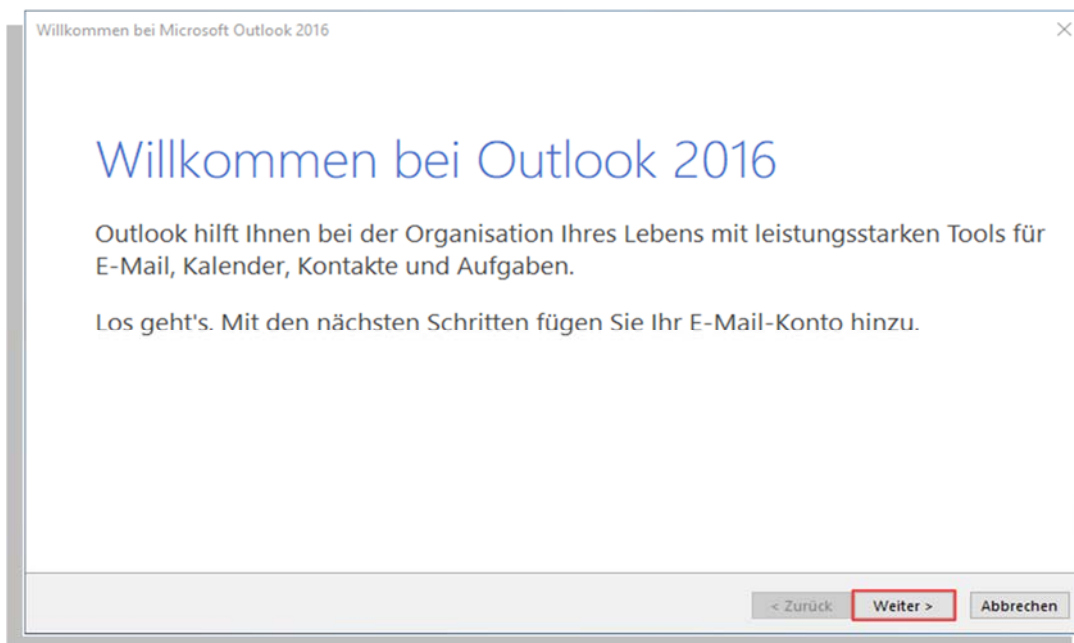 Willkommen bei Microsoft Outlook 2016
Willkommen bei Outlook 2016
Outlook hilft Ihnen bei der Organisation Ihres Lebens mit leistungsstarken Tools für
E-Mail, Kalender, Kontakte und Aufgaben.
Los geht's. Mit den nächsten Schritten fügen Sie Ihr E-Mail-Konto hinzu.
< Zurück Weiter > Abbrechen